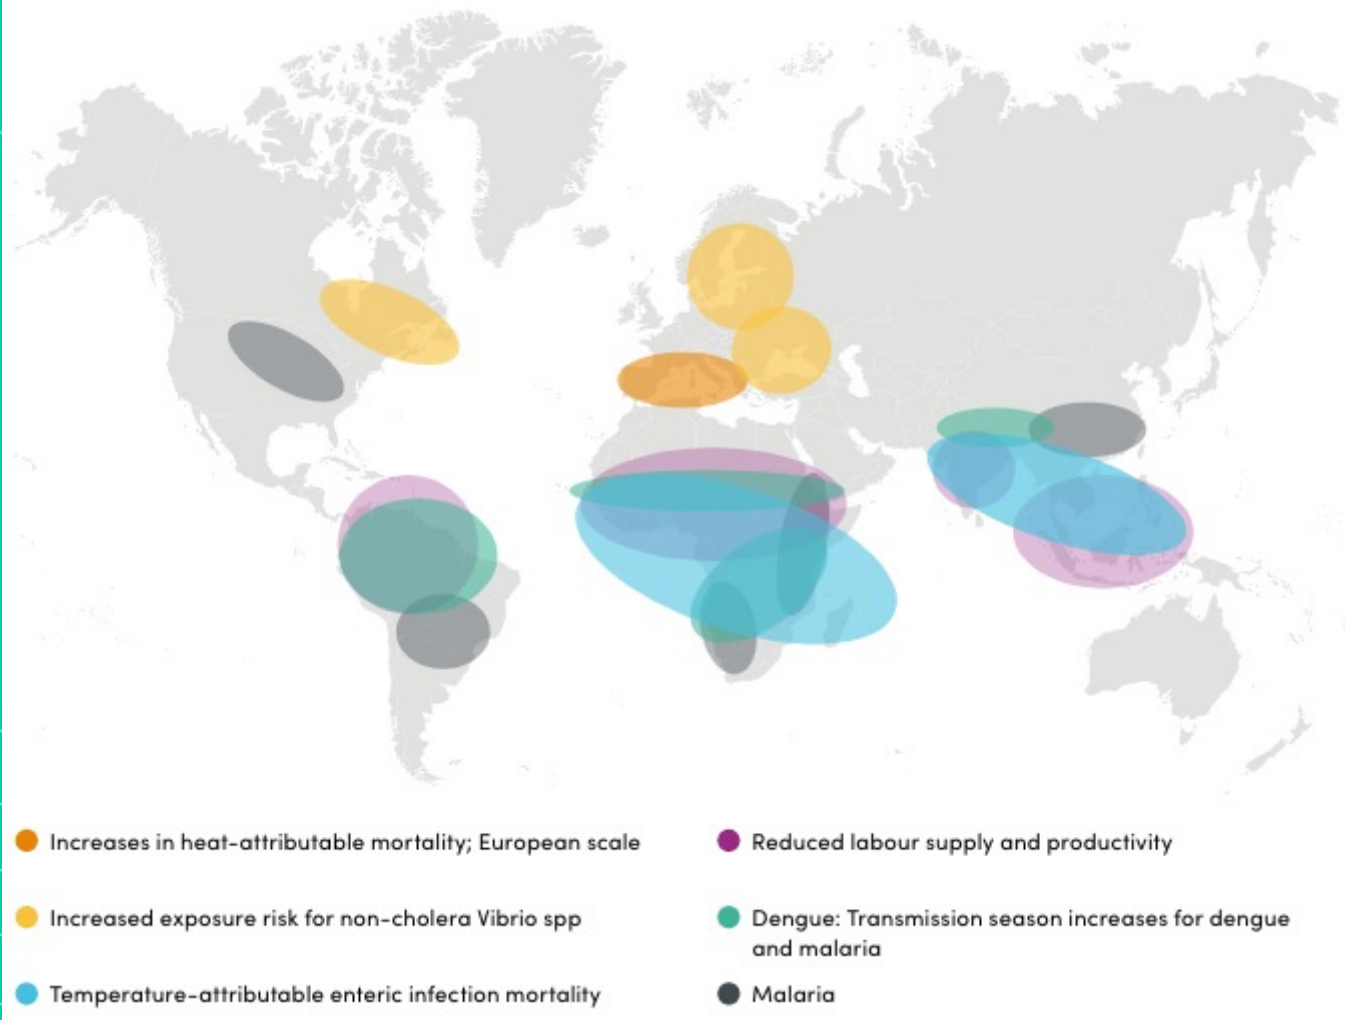 Increases in heat-attributable mortality; European scale
Increased exposure risk for non-cholera Vibrio spp
Temperature-attributable enteric infection mortality
Reduced labour supply and productivity
Dengue: Transmission season increases for dengue
and malaria
Malaria